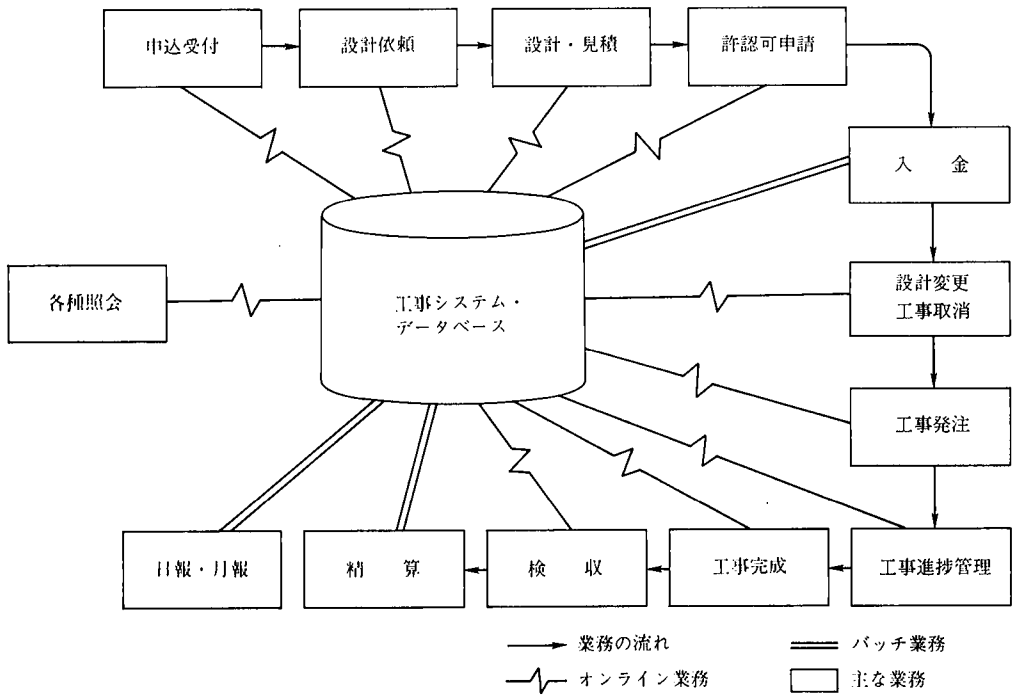 申込受付
設計依頼
設計・見積
許認可申請
入 金
各種照会
工事システム・
データベース
設計変更
工事取消
工事発注
日報・月報
精 算
検 収
工事完成
工事進捗管理
業務の流れ
バッチ業務
オンライン業務
主な業務